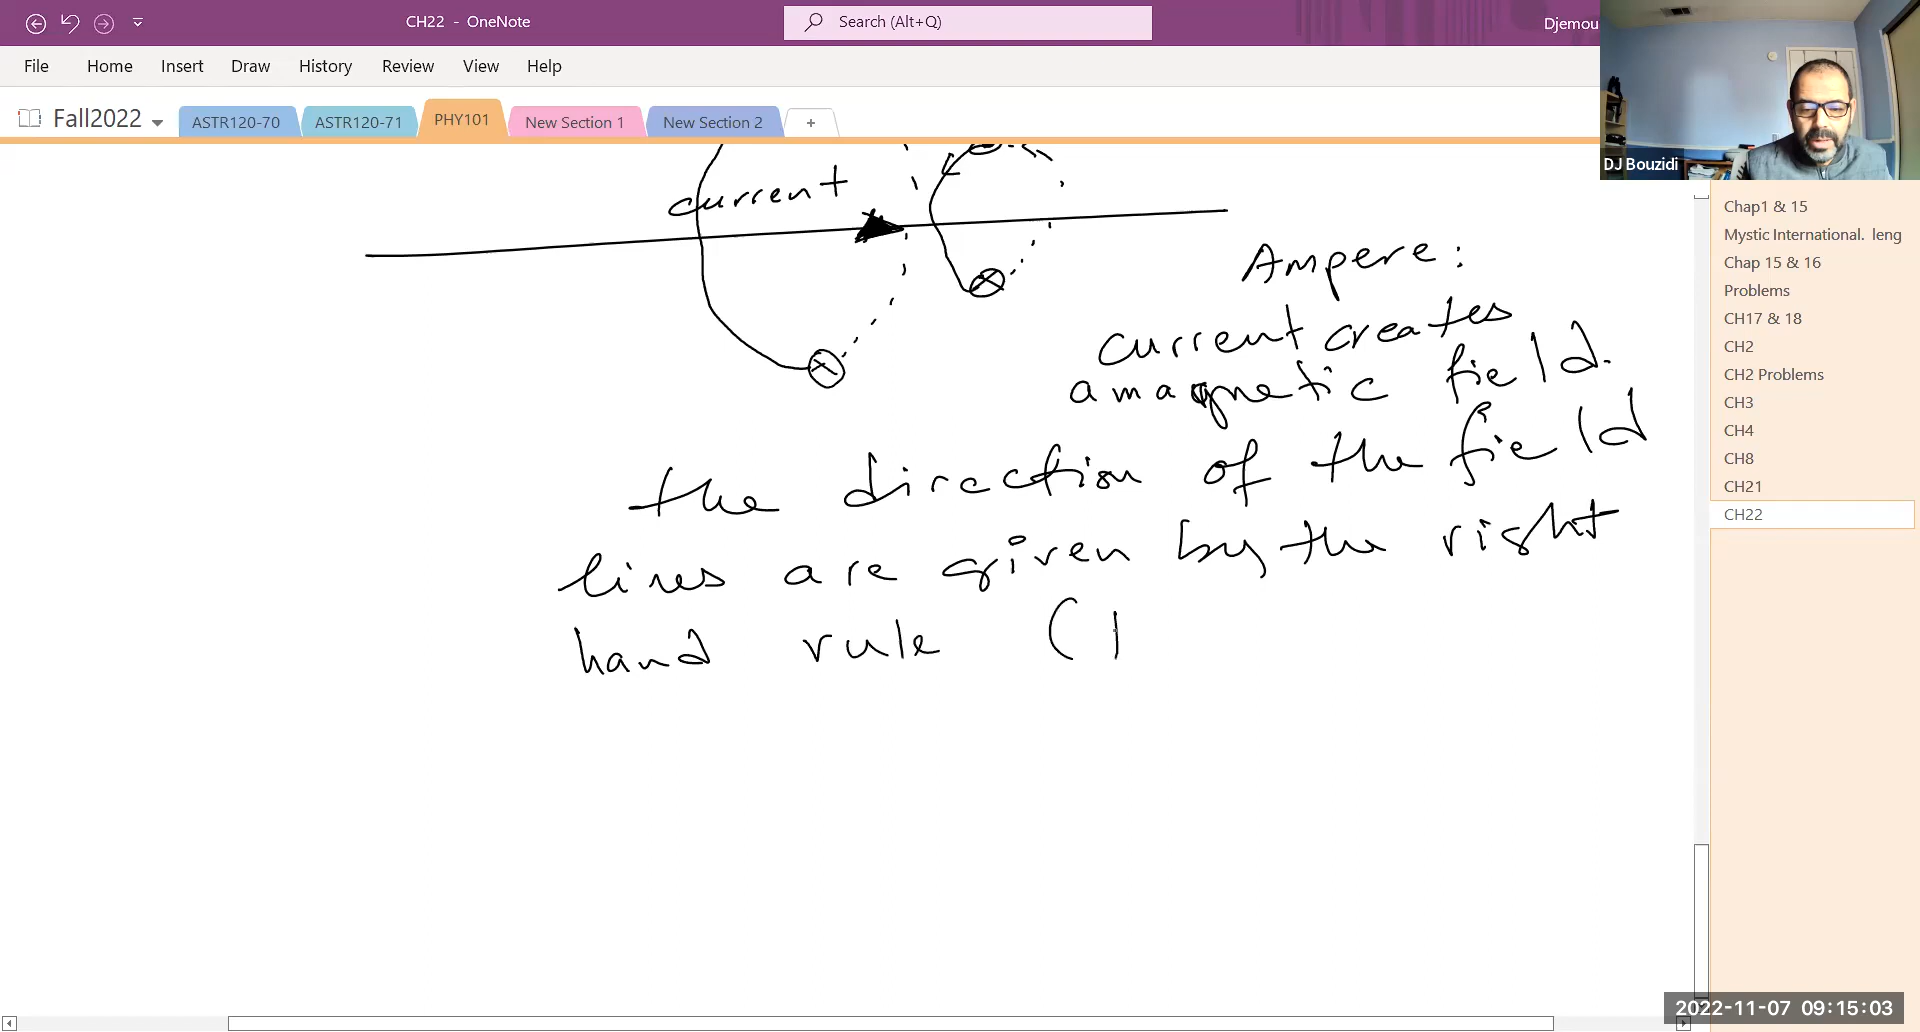 CH22 - OneNote
Search (Alt+Q)
Djemou
File Home Insert Draw History Review View Help
Fall2022 ASTR120-70 ASTR120-71 PHY101 New Section 1 New Section 2 +
DJ Bouzidi
Chap1 & 15
Mystic International. leng
Chap 15 & 16
Problems
CH17 & 18
CH2
CH2 Problems
CH3
CH4
CH8
CH21
CH22
current
Ampere:
current creates
a magnetic field.
the direction of the field
lines are given by the right
hand rule (
2022-11-07 09:15:03